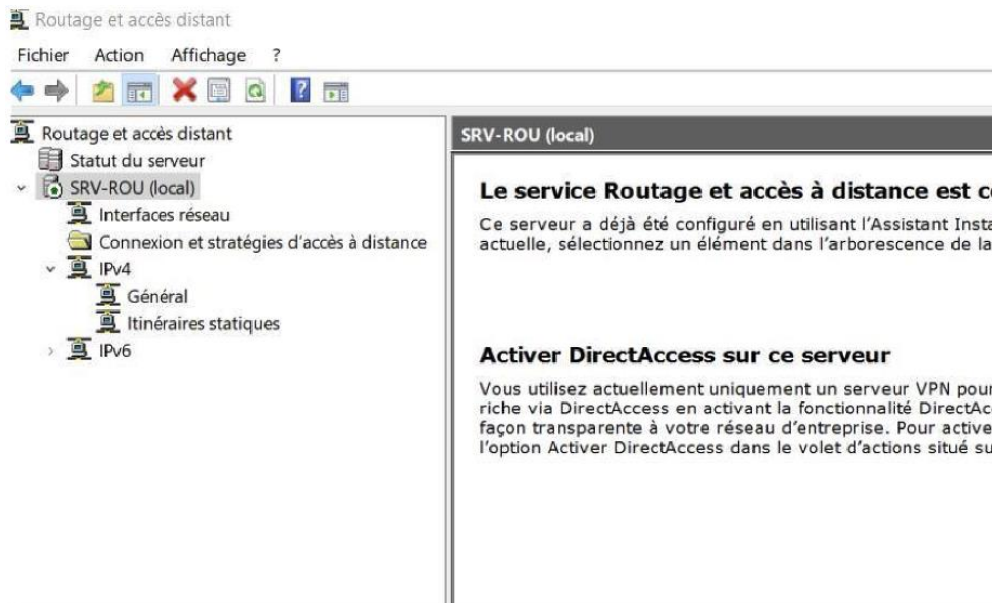 Routage et accès distant
Fichier Action Affichage ?
Routage et accès distant
Statut du serveur
SRV-ROU (local)
Interfaces réseau
Connexion et stratégies d'accès à distance
IPv4
Général
Itinéraires statiques
IPv6
SRV-ROU (local)
Le service Routage et accès à distance est
Ce serveur a déjà été configuré en utilisant l'Assistant
actuelle, sélectionnez un élément dans l'arborescence de la
Activer DirectAccess sur ce serveur
Vous utilisez actuellement uniquement un serveur VPN pour
riche via DirectAccess en activant la fonctionnalité
façon transparente à votre réseau d'entreprise. Pour
l'option Activer DirectAccess dans le volet d'actions situé